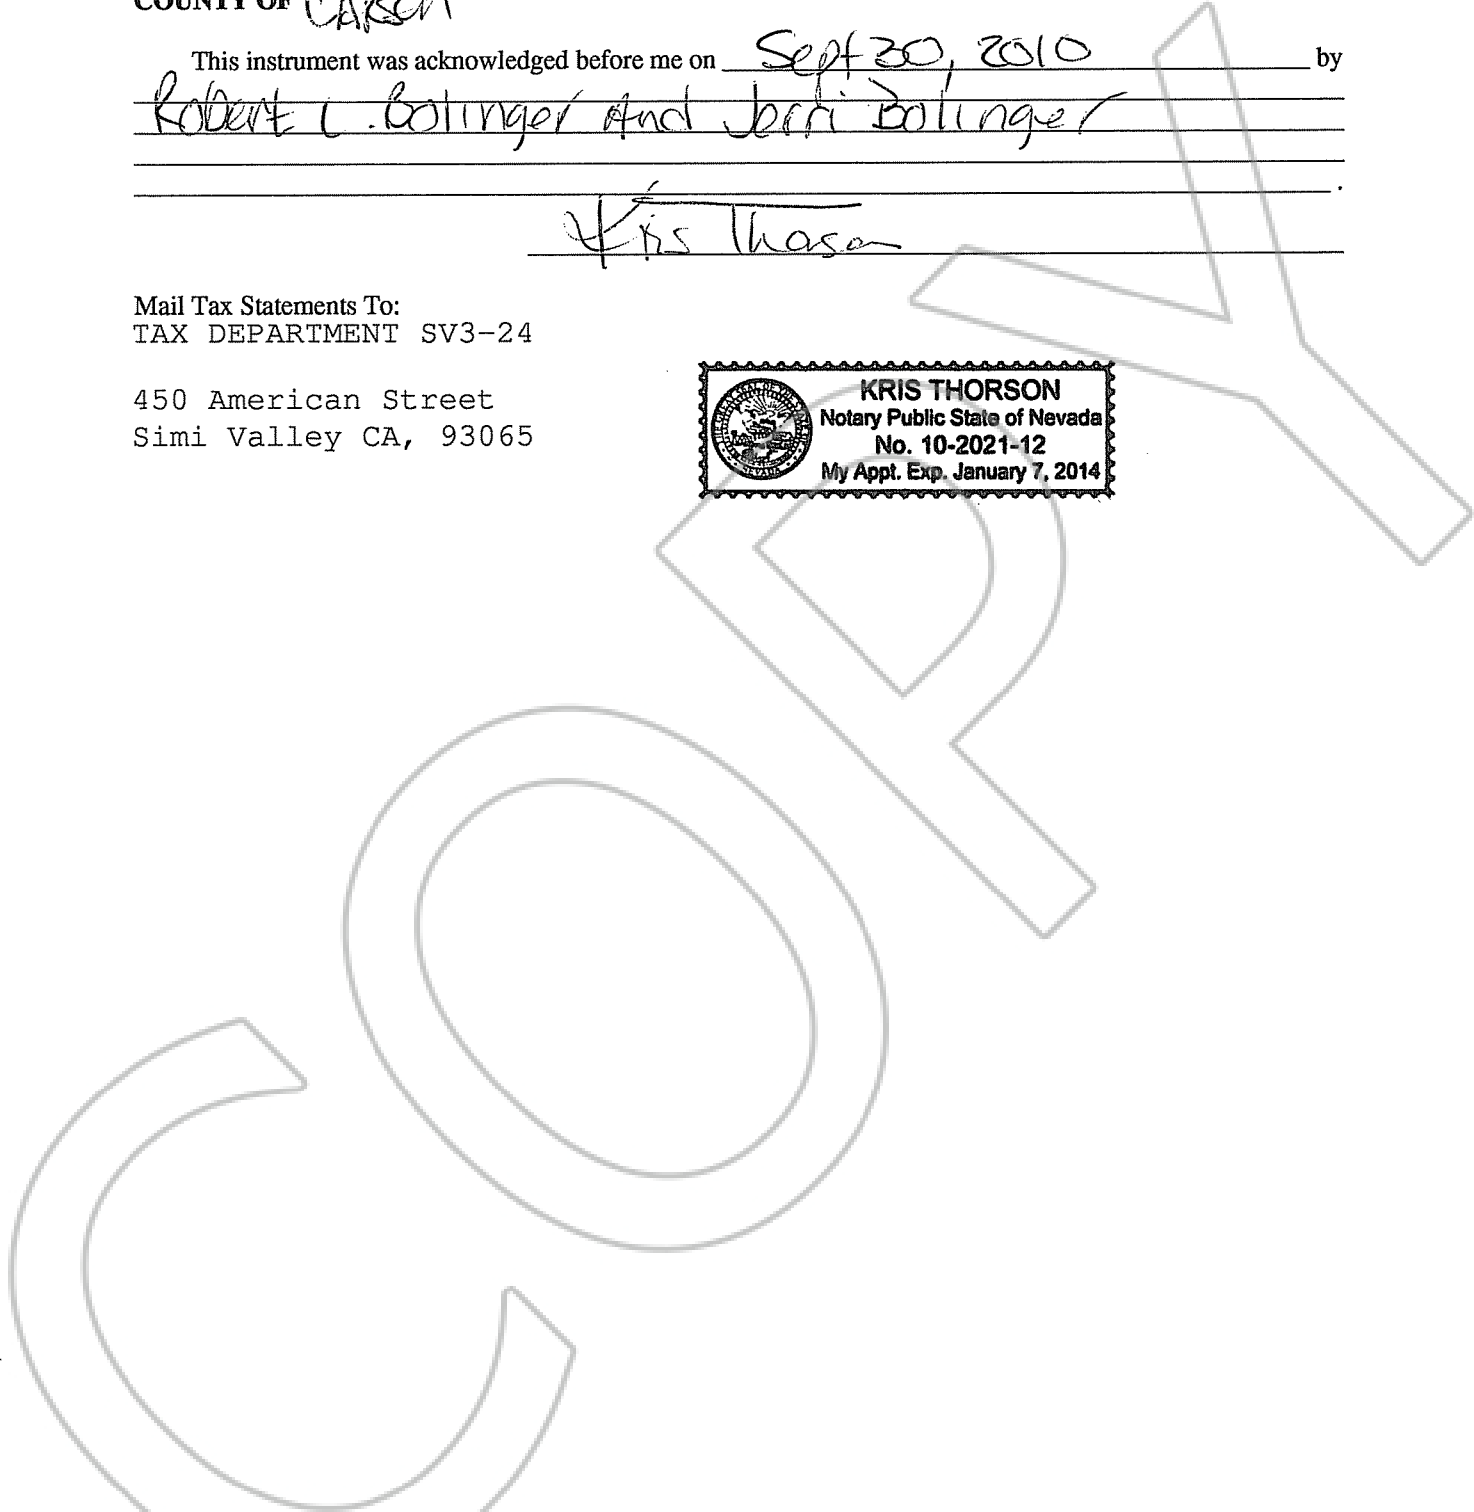 COUNTY OF CARSON
This instrument was acknowledged before me on Sept 30, 2010 by
Robert L. Bolinger And Jerri Bolinger
.
Kris Thorson
Mail Tax Statements To:
TAX DEPARTMENT SV3-24
450 American Street
Simi Valley CA, 93065
KRIS THORSON
Notary Public State of Nevada
No. 10-2021-12
My Appt. Exp. January 7, 2014
NEVADA
COPY